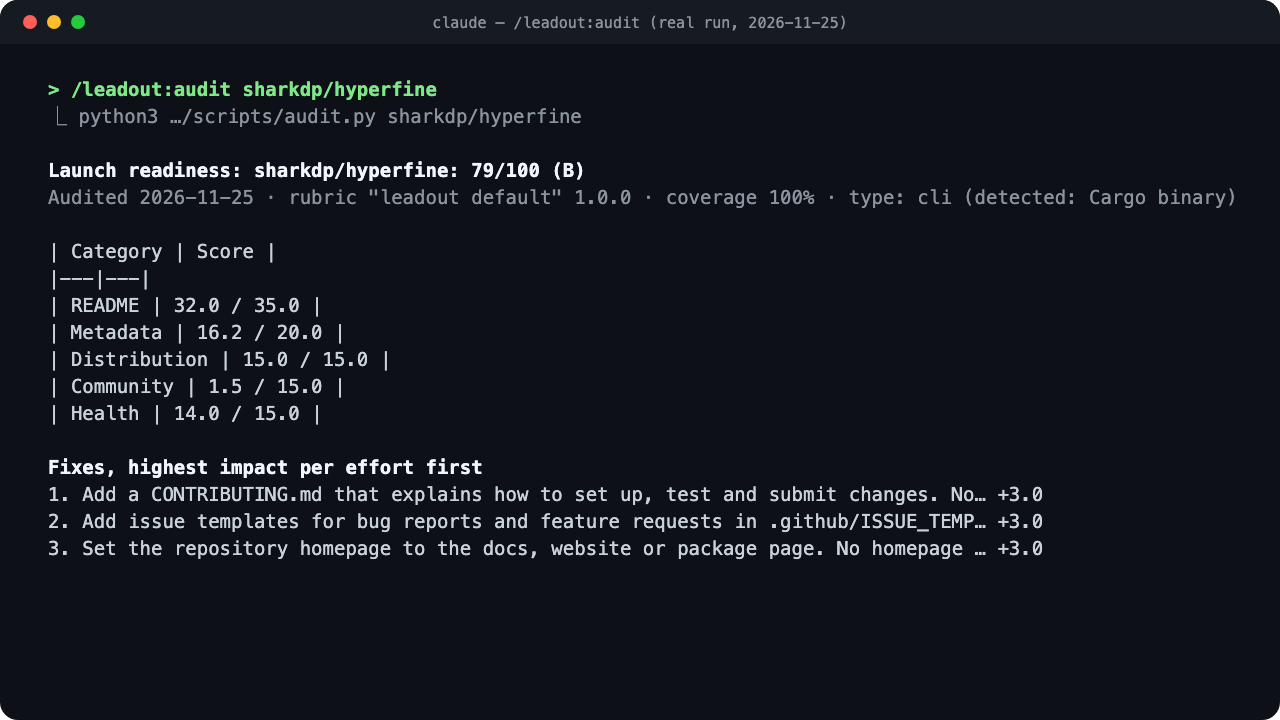 claude — /leadout:audit (real run, 2026-11-25)
> /leadout:audit sharkdp/hyperfine
⎿ python3 …/scripts/audit.py sharkdp/hyperfine
Launch readiness: sharkdp/hyperfine: 79/100 (B)
Audited 2026-11-25 · rubric "leadout default" 1.0.0 · coverage 100% · type: cli (detected: Cargo binary)
| Category | Score |
|---|---|
| README | 32.0 / 35.0 |
| Metadata | 16.2 / 20.0 |
| Distribution | 15.0 / 15.0 |
| Community | 1.5 / 15.0 |
| Health | 14.0 / 15.0 |
Fixes, highest impact per effort first
1. Add a CONTRIBUTING.md that explains how to set up, test and submit changes. No… +3.0
2. Add issue templates for bug reports and feature requests in .github/ISSUE_TEMP… +3.0
3. Set the repository homepage to the docs, website or package page. No homepage … +3.0